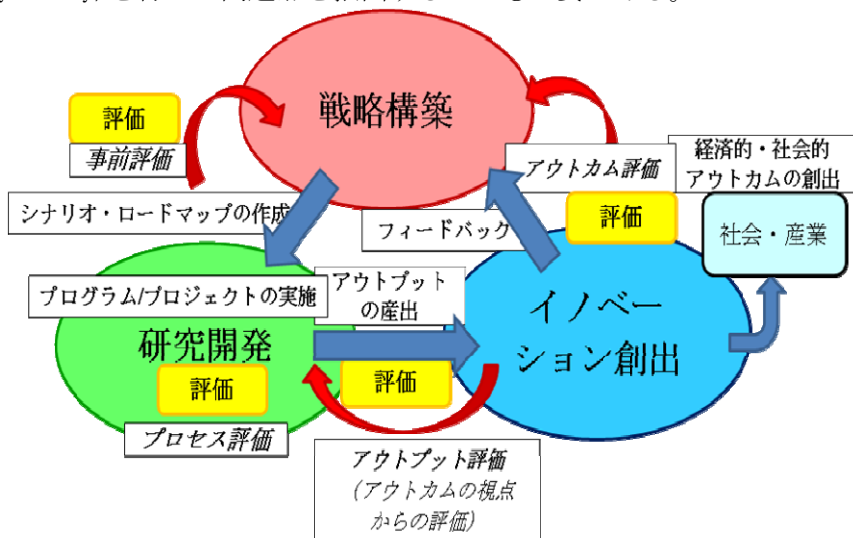 戦略構築
評価
事前評価
シナリオ・ロードマップの作成
アウトカム評価
評価
経済的・社会的
アウトカムの創出
社会・産業
フィードバック
プログラム/プロジェクトの実施
アウトプット
の産出
研究開発
評価
プロセス評価
評価
イノベー
ション創出
アウトプット評価
(アウトカムの視点
からの評価)